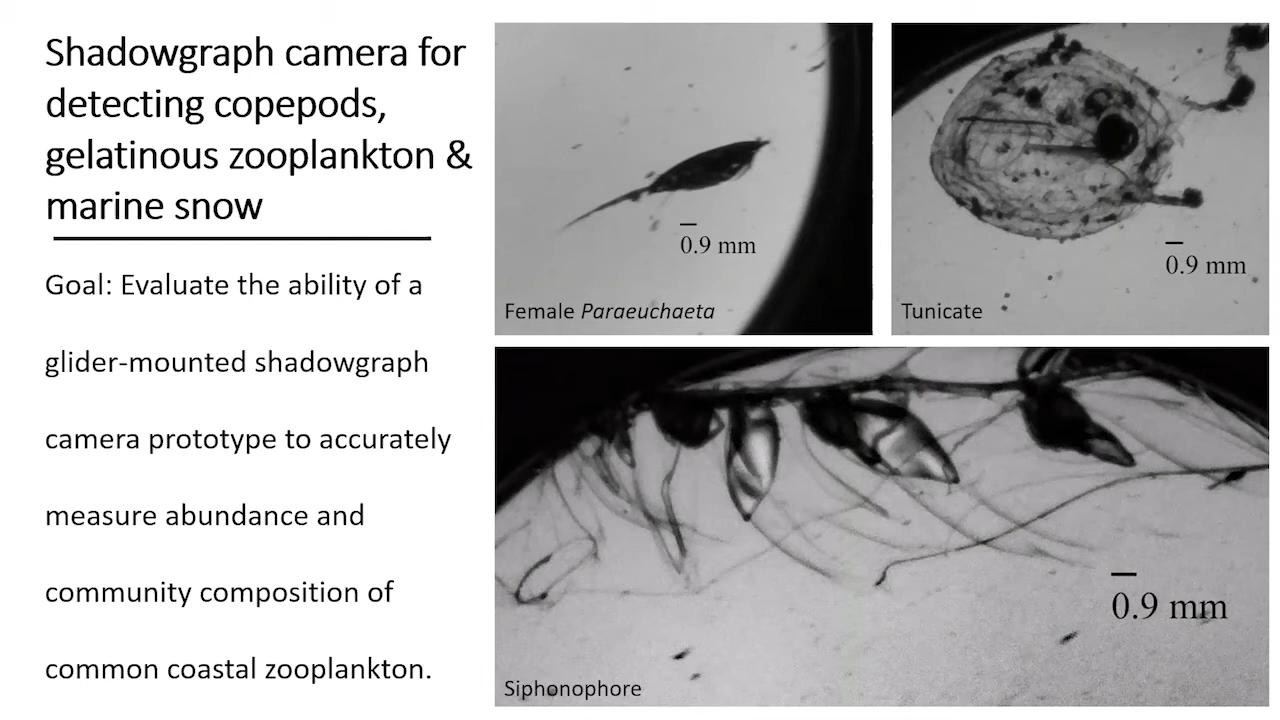 Shadowgraph camera for
detecting copepods,
gelatinous zooplankton &
marine snow
Goal: Evaluate the ability of a
glider-mounted shadowgraph
camera prototype to accurately
measure abundance and
community composition of
common coastal zooplankton.
0.9 mm
Female Paraeuchaeta
0.9 mm
Tunicate
0.9 mm
Siphonophore